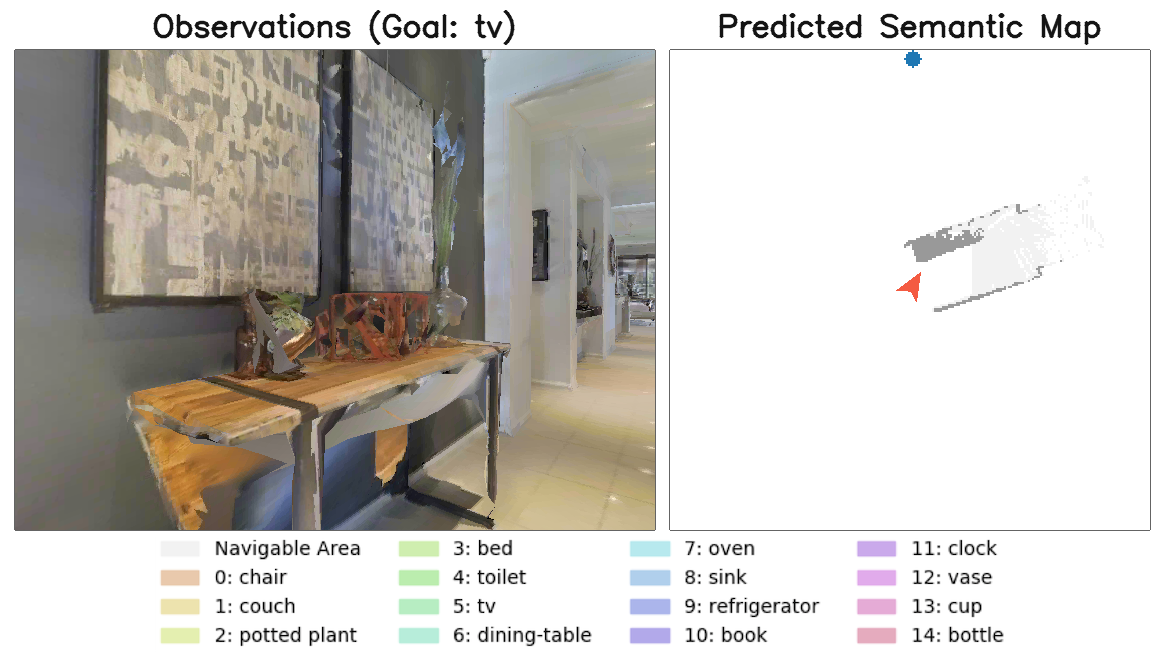 Observations (Goal: tv)
Predicted Semantic Map
Navigable Area
0: chair
1: couch
2: potted plant
3: bed
4: toilet
5: tv
6: dining-table
7: oven
8: sink
9: refrigerator
10: book
11: clock
12: vase
13: cup
14: bottle